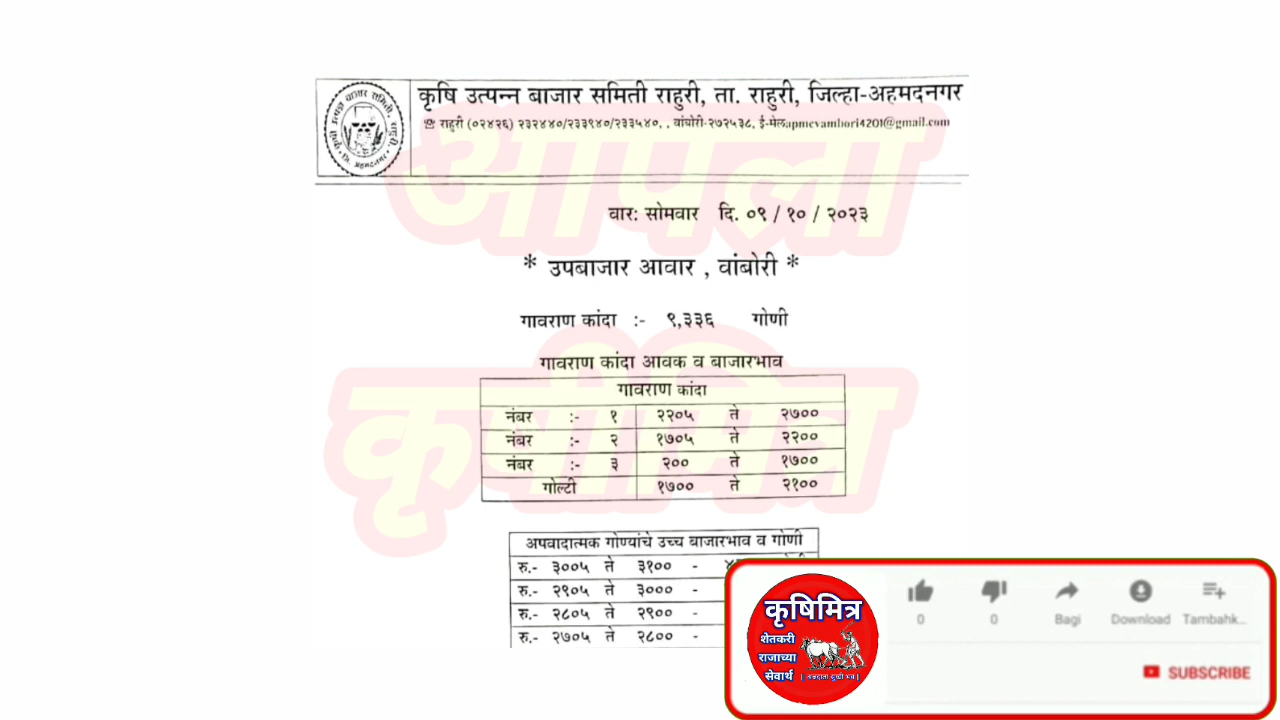 कृषि उत्पन्न बाजार समिती राहुरी, ता. राहुरी, जिल्हा-अहमदनगर
☎ राहुरी (०२४२६) २३२४४०/२३३९४०/२३३५४०, , वांबोरी-२७२५३८, ई-मेलapmcvambori4201@gmail.com
वार: सोमवार दि. ०९ / १० / २०२३
* उपबाजार आवार , वांबोरी *
गावराण कांदा :- ९,३३६ गोणी
गावराण कांदा आवक व बाजारभाव
गावराण कांदा
नंबर :- १ २२०५ ते २७००
नंबर :- २ १७०५ ते २२००
नंबर :- ३ २०० ते १७००
गोल्टी १७०० ते २१००
अपवादात्मक गोण्यांचे उच्च बाजारभाव व गोणी
रु.- ३००५ ते ३१०० -
रु.- २९०५ ते ३००० -
रु.- २८०५ ते २९०० -
रु.- २७०५ ते २८०० -
आपला
कृषीमित्र
कृषिमित्र
शेतकरी
राजाच्या
सेवार्थ
0 0 Bagi Download Tambahk...
SUBSCRIBE